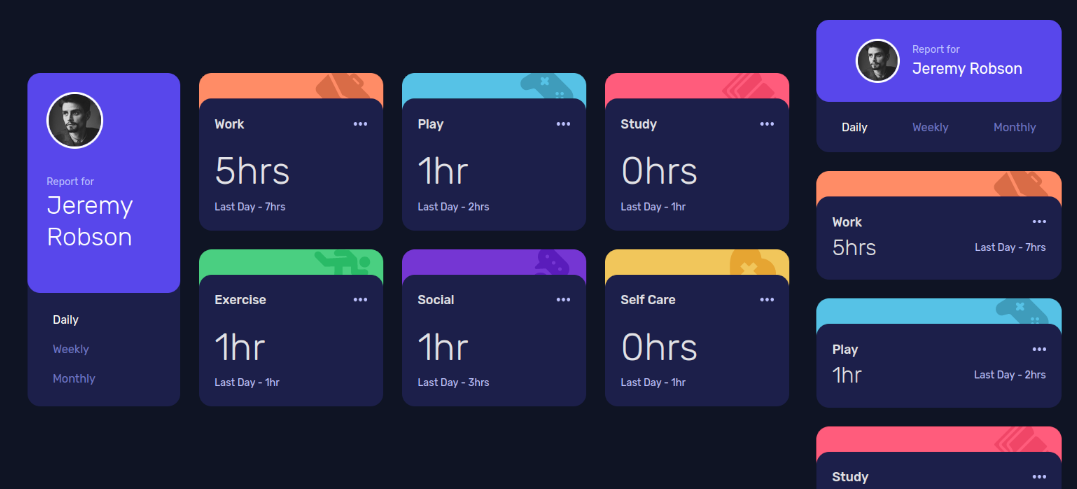 Report for
Jeremy
Robson
Daily
Weekly
Monthly
Work
5hrs
Last Day - 7hrs
Play
1hr
Last Day - 2hrs
Study
0hrs
Last Day - 1hr
Exercise
1hr
Last Day - 1hr
Social
1hr
Last Day - 3hrs
Self Care
0hrs
Last Day - 1hr
Report for
Jeremy Robson
Daily Weekly Monthly
Work
5hrs Last Day - 7hrs
Play
1hr Last Day - 2hrs
Study